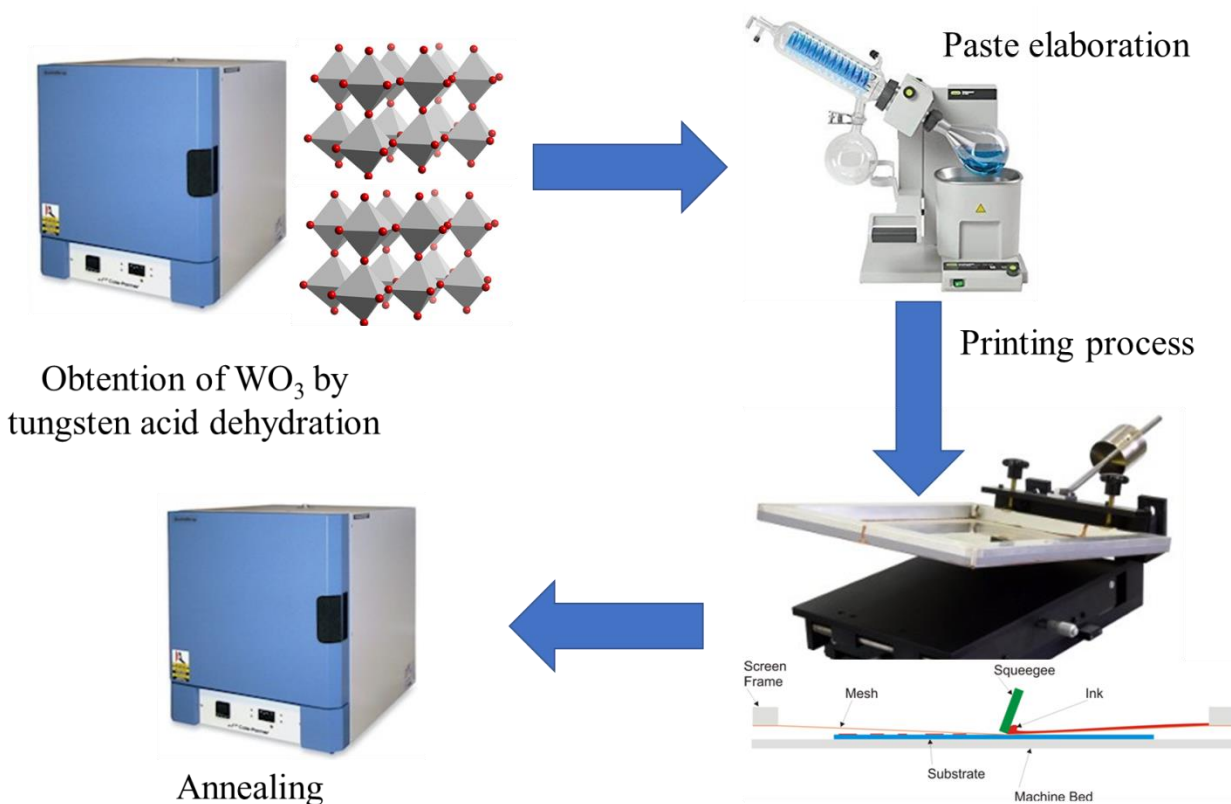 Paste elaboration
Obtention of WO₃ by
tungsten acid dehydration
Printing process
Screen
Frame
Mesh
Squeegee
Ink
Substrate
Machine Bed
Annealing